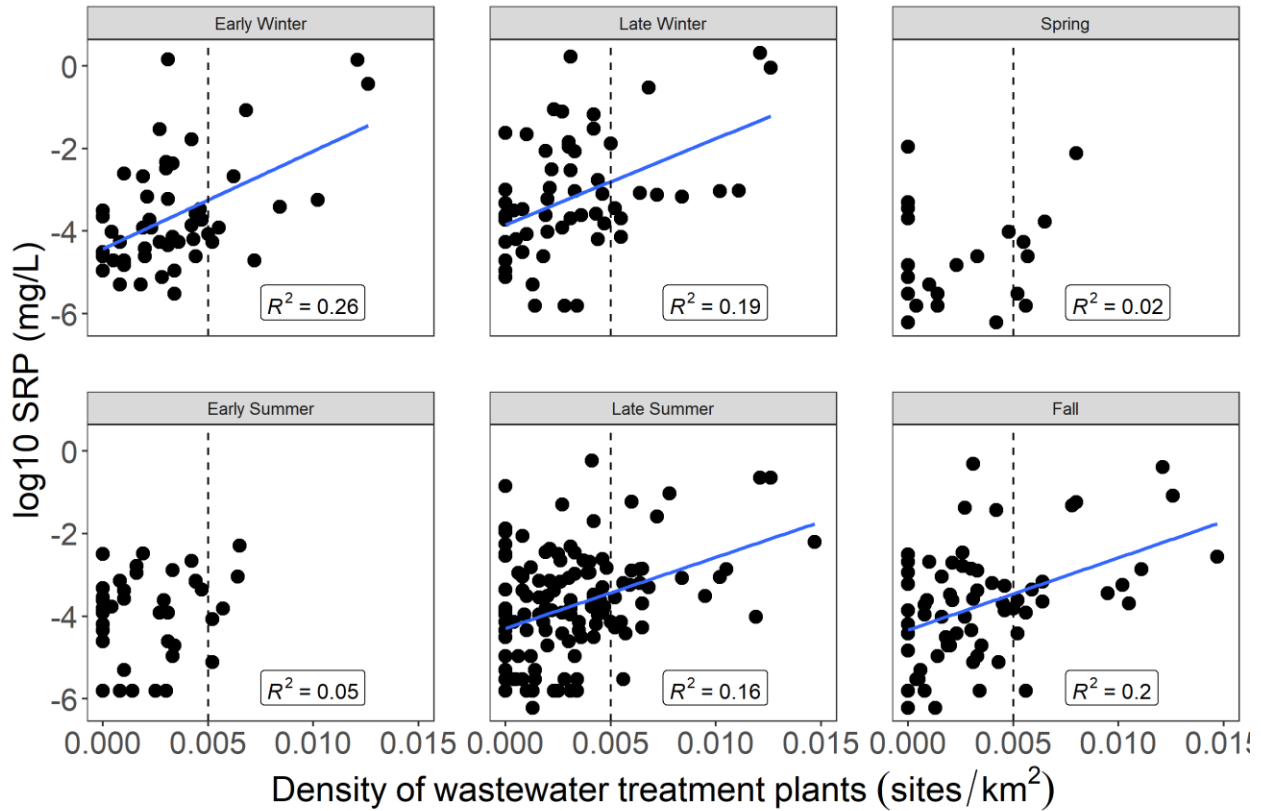 Early Winter
Late Winter
Spring
0
-2
-4
-6
R² = 0.26
R² = 0.19
R² = 0.02
log10 SRP (mg/L)
Early Summer
Late Summer
Fall
0
-2
-4
-6
R² = 0.05
R² = 0.16
R² = 0.2
0.000 0.005 0.010 0.015 0.000 0.005 0.010 0.015 0.000 0.005 0.010 0.015
Density of wastewater treatment plants (sites/km²)